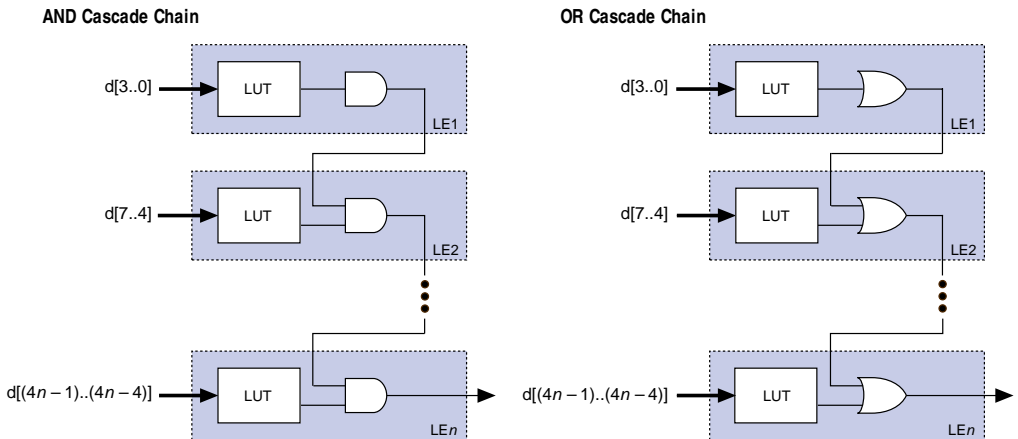 AND Cascade Chain
d[3..0]
LUT
LE1
d[7..4]
LUT
LE2
d[(4n – 1)..(4n – 4)]
LUT
LEn
OR Cascade Chain
d[3..0]
LUT
LE1
d[7..4]
LUT
LE2
d[(4n – 1)..(4n – 4)]
LUT
LEn